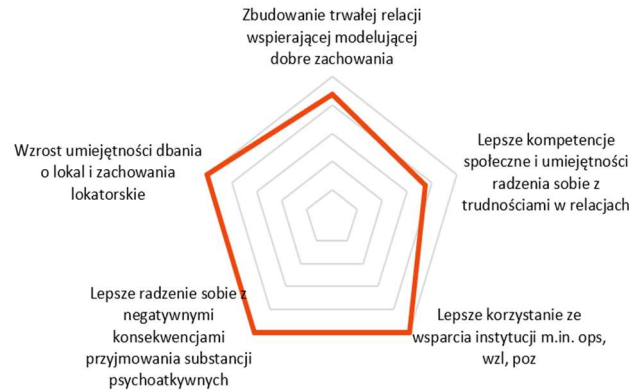 Zbudowanie trwałej relacji
wspierającej modelującej
dobre zachowania
Lepsze kompetencje
społeczne i umiejętności
radzenia sobie z
trudnościami w relacjach
Lepsze korzystanie ze
wsparcia instytucji m.in. ops,
wzl, poz
Lepsze radzenie sobie z
negatywnymi
konsekwencjami
przyjmowania substancji
psychoatkywnych
Wzrost umiejętności dbania
o lokal i zachowania
lokatorskie